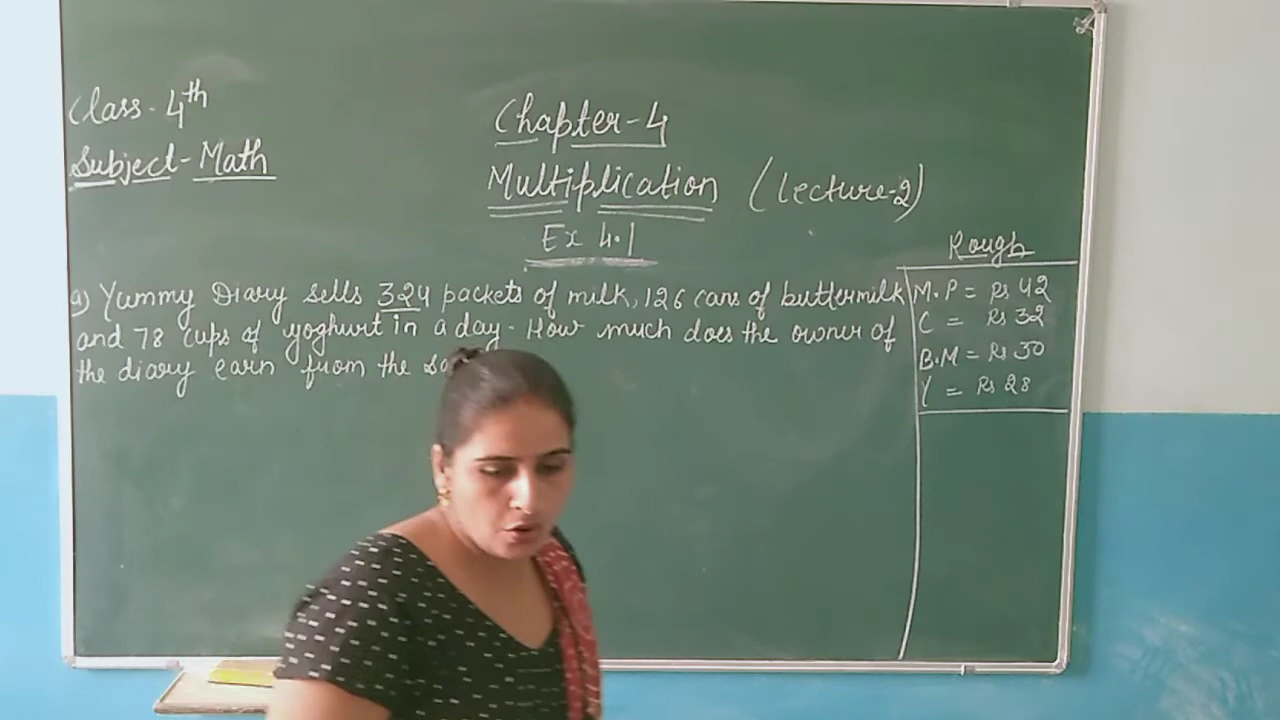 Class - 4th
Subject - Math
Chapter - 4
Multiplication (Lecture-2)
Ex 4.1
Rough
a) Yummy Diary sells 324 packets of milk, 126 cans of buttermilk
and 78 cups of yoghurt in a day. How much does the owner of
the diary earn from the
M.P = Rs 42
C = Rs 32
B.M = Rs 30
Y = Rs 28